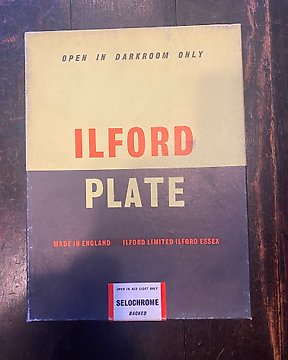 OPEN IN DARKROOM ONLY
ILFORD
PLATE
MADE IN ENGLAND ILFORD LIMITED ILFORD ESSEX
OPEN IN RED LIGHT ONLY
SELOCHROME
BACKED